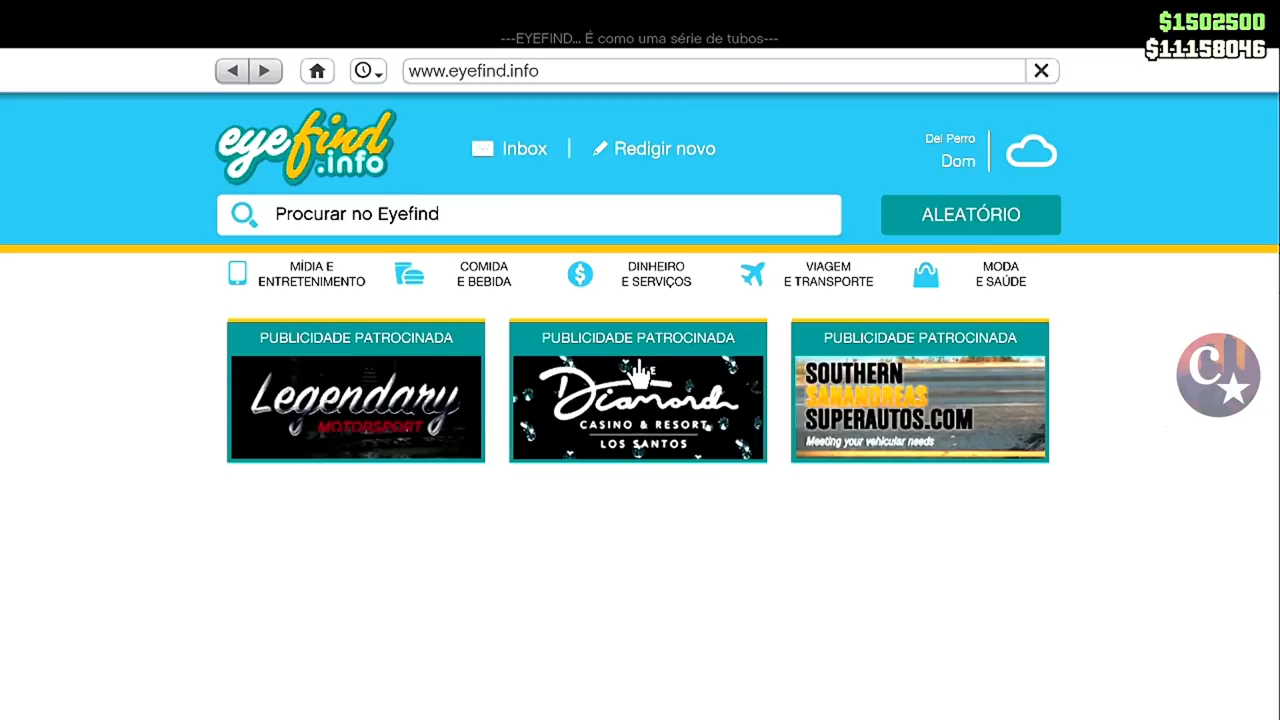 $1502500
---EYEFIND... É como uma série de tubos---
$11158046
www.eyefind.info
eyefind
.info
Inbox | Redigir novo
Del Perro
Dom
Procurar no Eyefind
ALEATÓRIO
MÍDIA E
ENTRETENIMENTO
COMIDA
E BEBIDA
DINHEIRO
E SERVIÇOS
VIAGEM
E TRANSPORTE
MODA
E SAÚDE
PUBLICIDADE PATROCINADA
Legendary
MOTORSPORT
PUBLICIDADE PATROCINADA
Diamond
CASINO & RESORT
LOS SANTOS
PUBLICIDADE PATROCINADA
SOUTHERN
SANANDREAS
SUPERAUTOS.COM
Meeting your vehicular needs
C